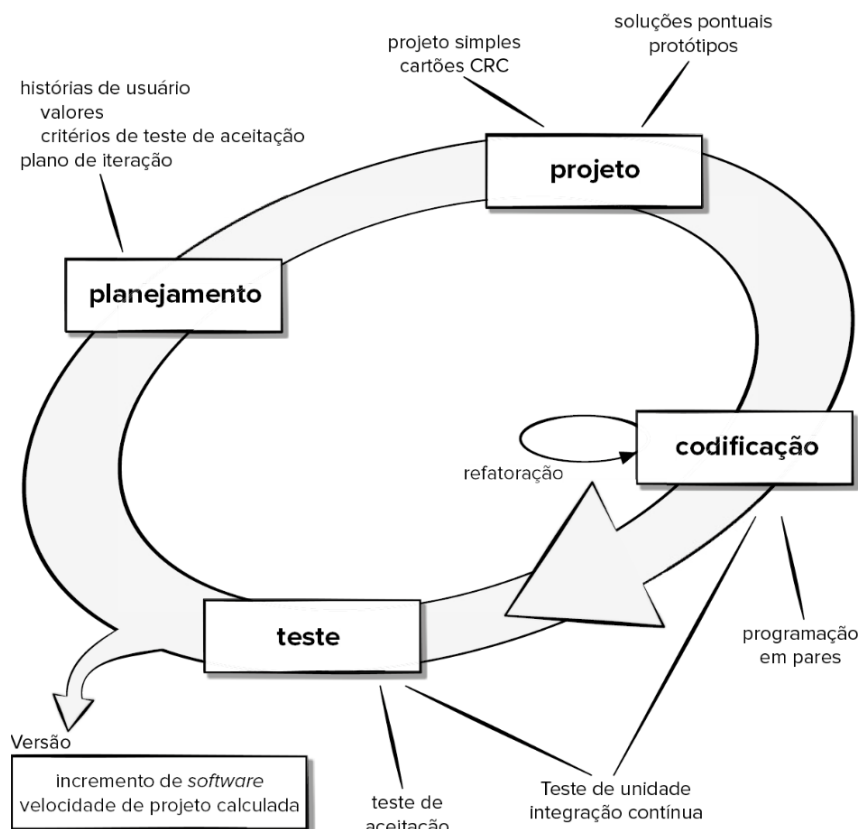 soluções pontuais
protótipos
projeto simples
cartões CRC
histórias de usuário
valores
critérios de teste de aceitação
plano de iteração
projeto
planejamento
codificação
refatoração
teste
programação
em pares
Versão
incremento de software
velocidade de projeto calculada
teste de
aceitação
Teste de unidade
integração contínua